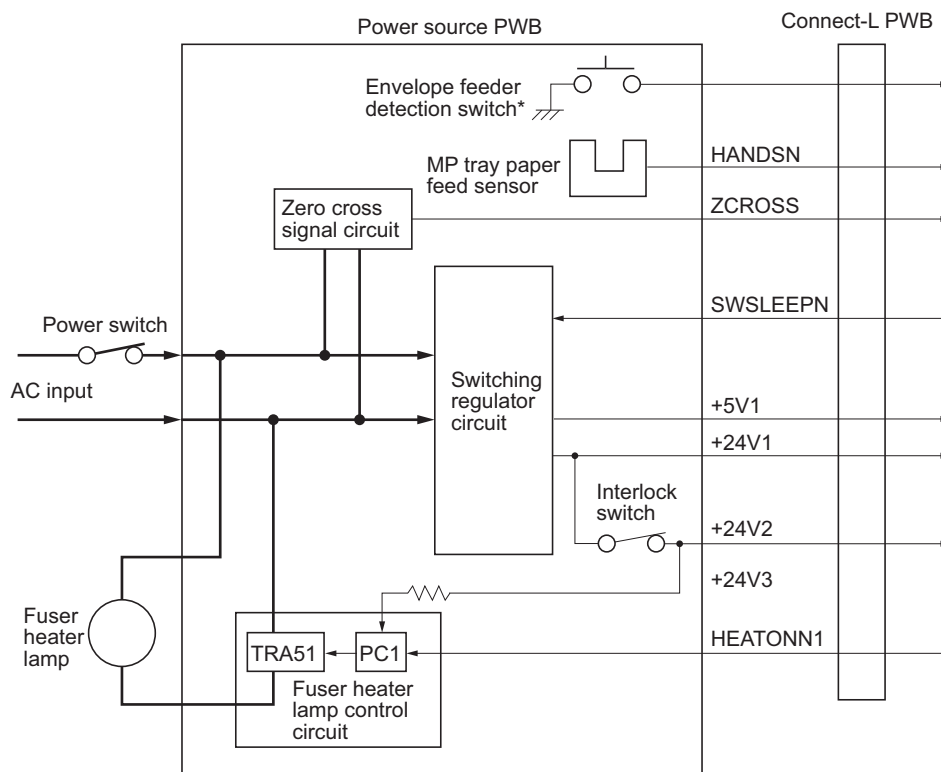 Power source PWB
Connect-L PWB
Envelope feeder
detection switch*
MP tray paper
feed sensor
HANDSN
Zero cross
signal circuit
ZCROSS
Power switch
SWSLEEPN
AC input
Switching
regulator
circuit
+5V1
+24V1
Interlock
switch
+24V2
+24V3
Fuser
heater
lamp
TRA51
PC1
HEATONN1
Fuser heater
lamp control
circuit